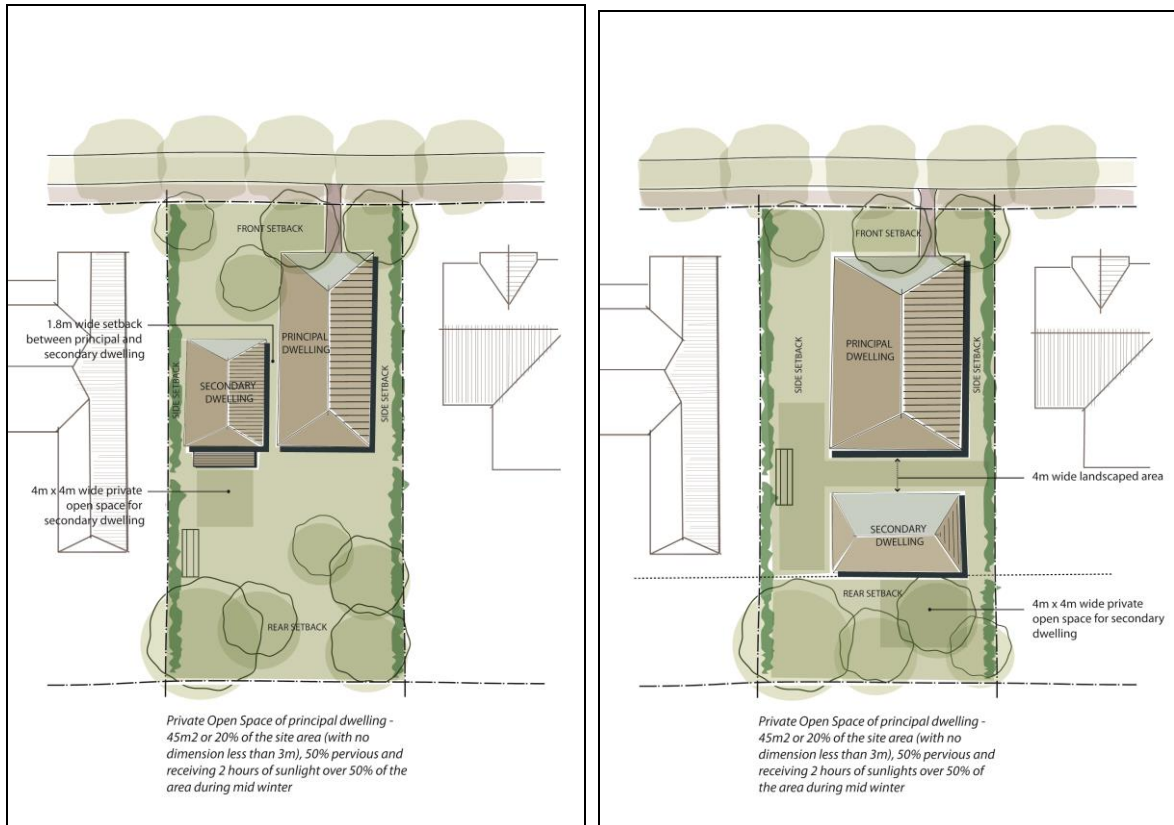 FRONT SETBACK
1.8m wide setback
between principal and
secondary dwelling
PRINCIPAL
DWELLING
SECONDARY
DWELLING
SIDE SETBACK
SIDE SETBACK
4m x 4m wide private
open space for
secondary dwelling
REAR SETBACK
Private Open Space of principal dwelling -
45m2 or 20% of the site area (with no
dimension less than 3m), 50% pervious and
receiving 2 hours of sunlight over 50% of the
area during mid winter
FRONT SETBACK
PRINCIPAL
DWELLING
SIDE SETBACK
SIDE SETBACK
4m wide landscaped area
SECONDARY
DWELLING
REAR SETBACK
4m x 4m wide private
open space for secondary
dwelling
Private Open Space of principal dwelling -
45m2 or 20% of the site area (with no
dimension less than 3m), 50% pervious and
receiving 2 hours of sunlights over 50% of
the area during mid winter